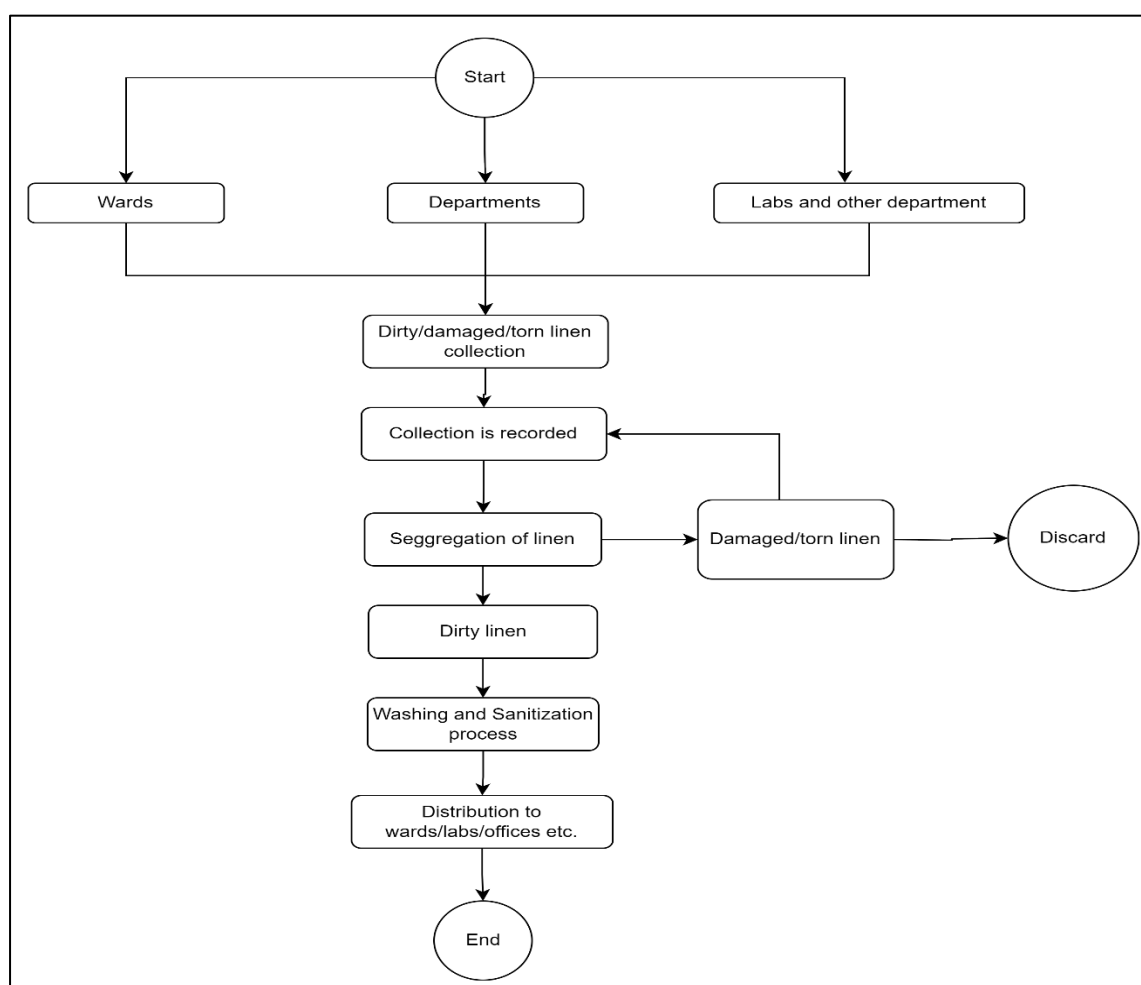 Start
Wards
Departments
Labs and other department
Dirty/damaged/torn linen
collection
Collection is recorded
Seggregation of linen
Damaged/torn linen
Discard
Dirty linen
Washing and Sanitization
process
Distribution to
wards/labs/offices etc.
End